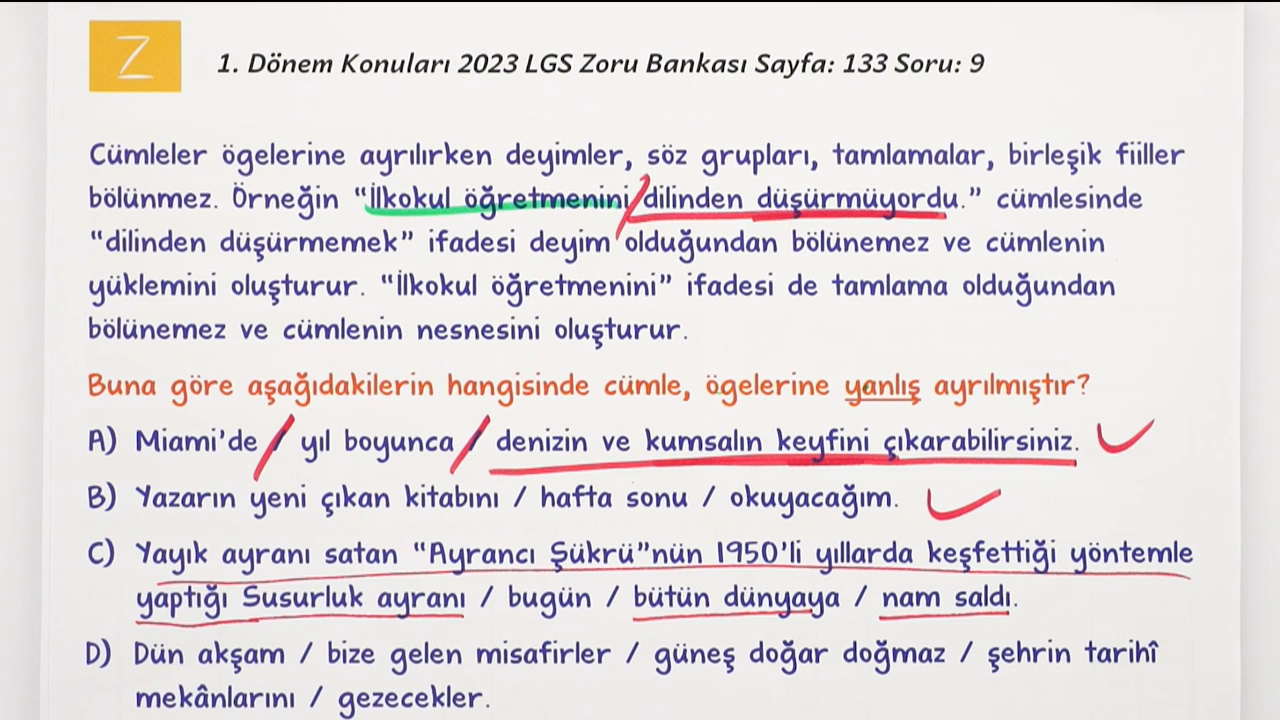 Z
1. Dönem Konuları 2023 LGS Zoru Bankası Sayfa: 133 Soru: 9
Cümleler ögelerine ayrılırken deyimler, söz grupları, tamlamalar, birleşik fiiller
bölünmez. Örneğin “İlkokul öğretmenini/dilinden düşürmüyordu.” cümlesinde
“dilinden düşürmemek” ifadesi deyim olduğundan bölünemez ve cümlenin
yüklemini oluşturur. “İlkokul öğretmenini” ifadesi de tamlama olduğundan
bölünemez ve cümlenin nesnesini oluşturur.
Buna göre aşağıdakilerin hangisinde cümle, ögelerine yanlış ayrılmıştır?
A) Miami’de / yıl boyunca / denizin ve kumsalın keyfini çıkarabilirsiniz.
B) Yazarın yeni çıkan kitabını / hafta sonu / okuyacağım.
C) Yayık ayranı satan “Ayrancı Şükrü”nün 1950’li yıllarda keşfettiği yöntemle
yaptığı Susurluk ayranı / bugün / bütün dünyaya / nam saldı.
D) Dün akşam / bize gelen misafirler / güneş doğar doğmaz / şehrin tarihî
mekânlarını / gezecekler.